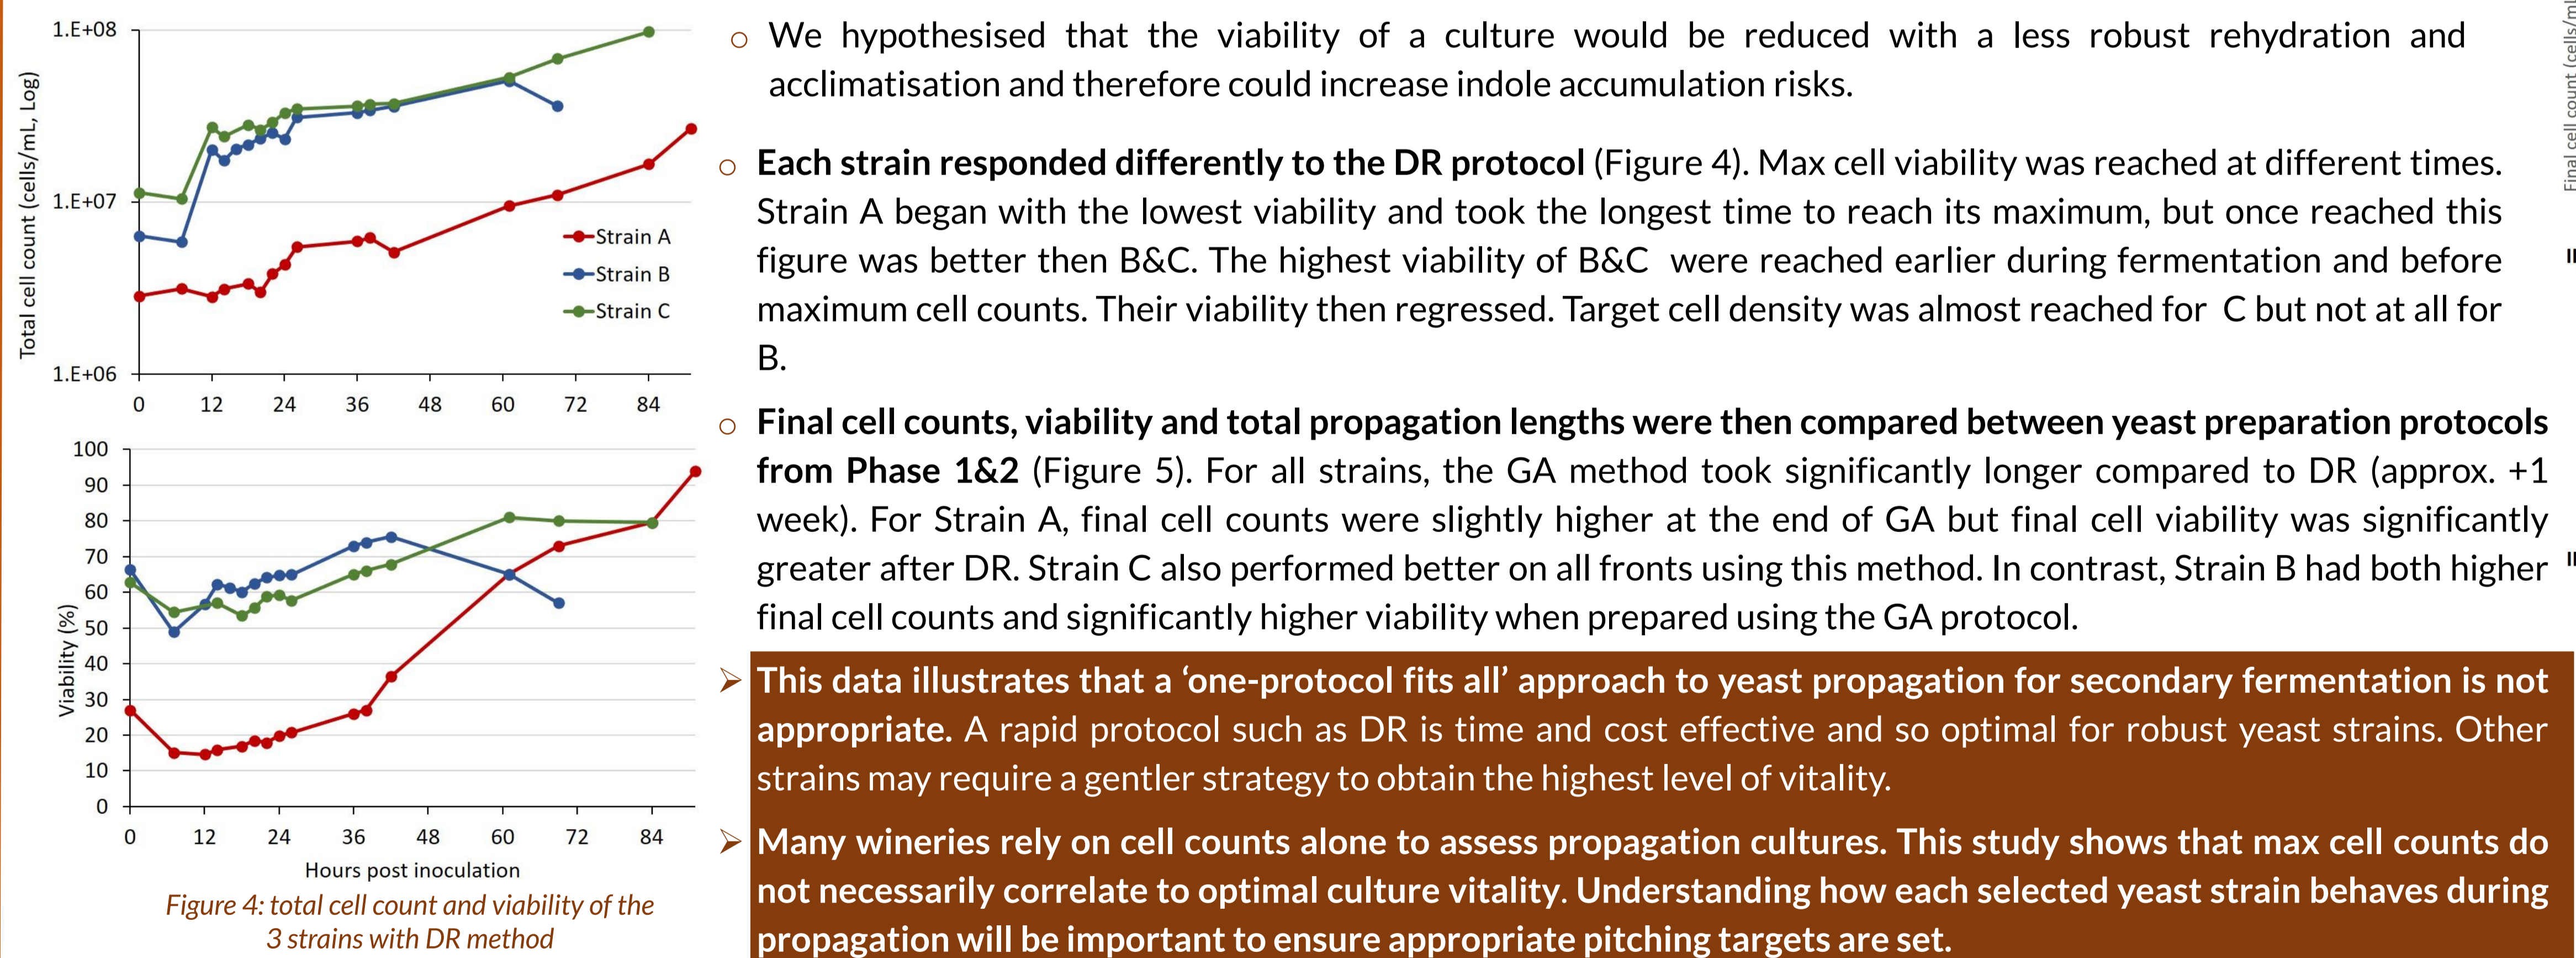 1.E+08
1.E+07
1.E+06
Total cell count (cells/mL, Log)
Strain A
Strain B
Strain C
0 12 24 36 48 60 72 84
100
90
80
70
60
50
40
30
20
10
0
Viability (%)
0 12 24 36 48 60 72 84
Hours post inoculation
Figure 4: total cell count and viability of the
3 strains with DR method
○ We hypothesised that the viability of a culture would be reduced with a less robust rehydration and
acclimatisation and therefore could increase indole accumulation risks.
○ Each strain responded differently to the DR protocol (Figure 4). Max cell viability was reached at different times.
Strain A began with the lowest viability and took the longest time to reach its maximum, but once reached this
figure was better then B&C. The highest viability of B&C were reached earlier during fermentation and before
maximum cell counts. Their viability then regressed. Target cell density was almost reached for C but not at all for
B.
○ Final cell counts, viability and total propagation lengths were then compared between yeast preparation protocols
from Phase 1&2 (Figure 5). For all strains, the GA method took significantly longer compared to DR (approx. +1
week). For Strain A, final cell counts were slightly higher at the end of GA but final cell viability was significantly
greater after DR. Strain C also performed better on all fronts using this method. In contrast, Strain B had both higher
final cell counts and significantly higher viability when prepared using the GA protocol.
➢ This data illustrates that a ‘one-protocol fits all’ approach to yeast propagation for secondary fermentation is not
appropriate. A rapid protocol such as DR is time and cost effective and so optimal for robust yeast strains. Other
strains may require a gentler strategy to obtain the highest level of vitality.
➢ Many wineries rely on cell counts alone to assess propagation cultures. This study shows that max cell counts do
not necessarily correlate to optimal culture vitality. Understanding how each selected yeast strain behaves during
propagation will be important to ensure appropriate pitching targets are set.
Final cell count (cells/mL